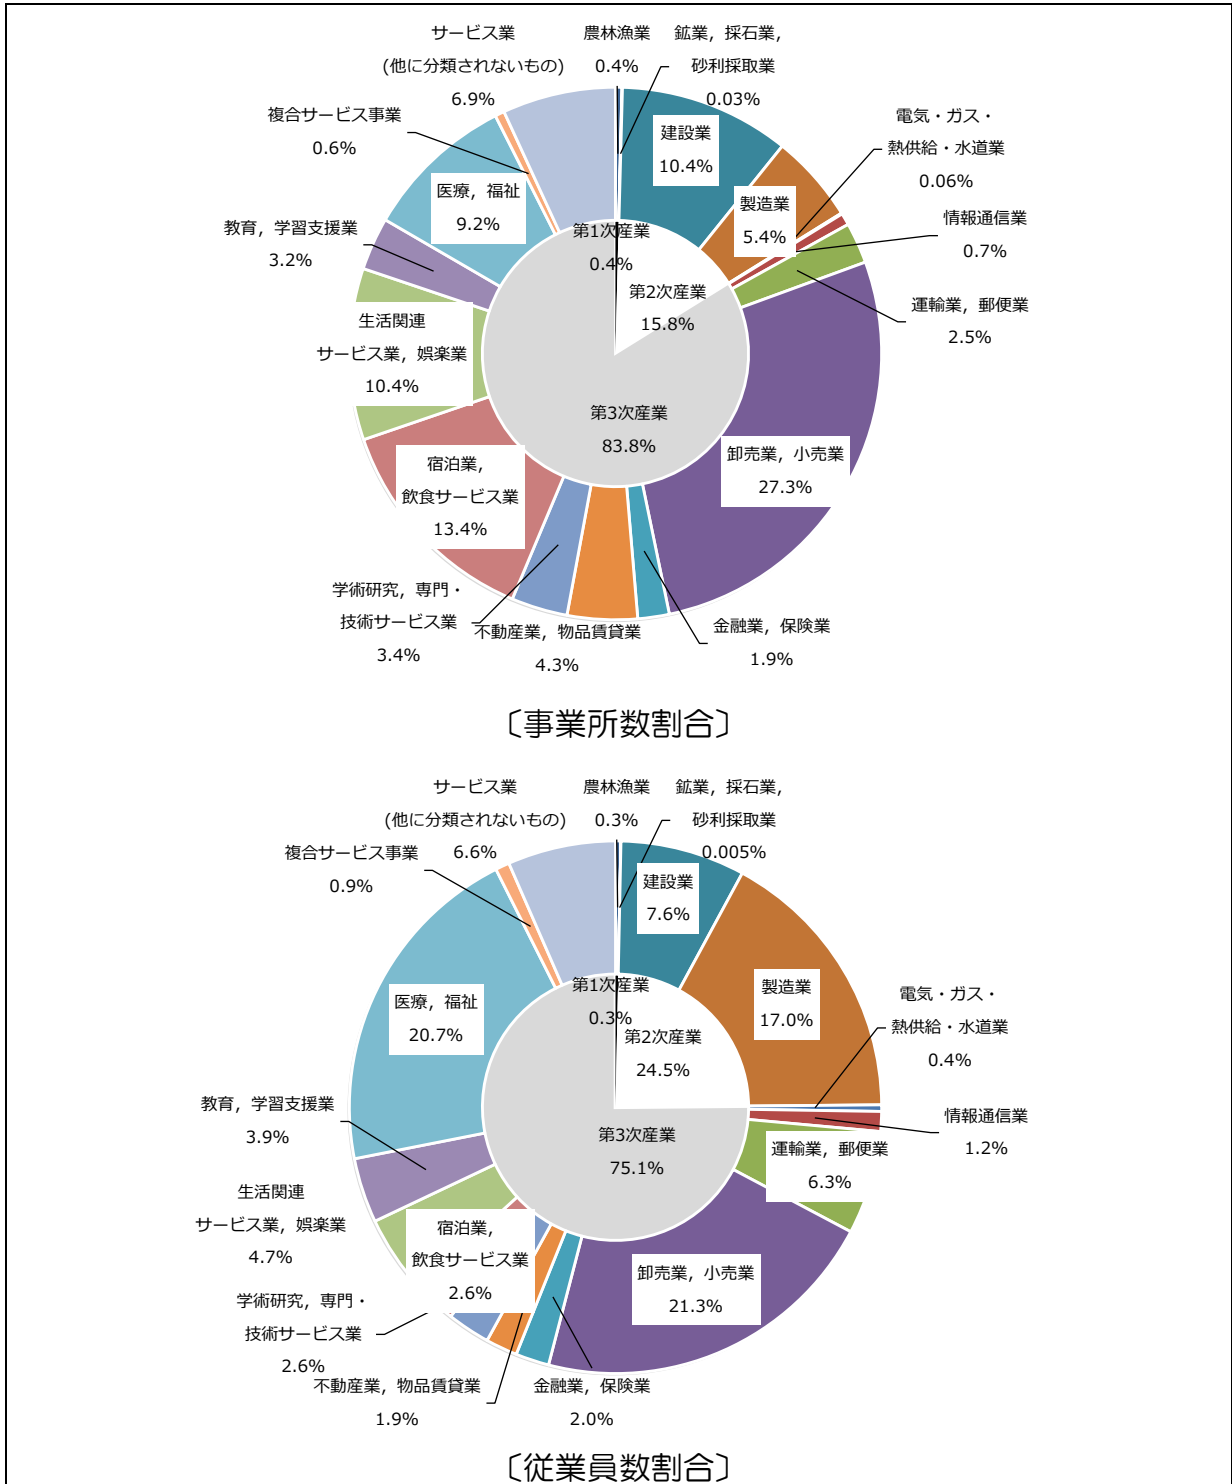 サービス業
(他に分類されないもの)
6.9%
農林漁業
0.4%
鉱業，採石業，
砂利採取業
0.03%
建設業
10.4%
製造業
5.4%
電気・ガス・
熱供給・水道業
0.06%
情報通信業
0.7%
運輸業，郵便業
2.5%
卸売業，小売業
27.3%
金融業，保険業
1.9%
不動産業，物品賃貸業
4.3%
学術研究，専門・
技術サービス業
3.4%
宿泊業，
飲食サービス業
13.4%
生活関連
サービス業，娯楽業
10.4%
教育，学習支援業
3.2%
医療，福祉
9.2%
複合サービス事業
0.6%
第1次産業
0.4%
第2次産業
15.8%
第3次産業
83.8%
〔事業所数割合〕
サービス業
(他に分類されないもの)
6.6%
農林漁業
0.3%
鉱業，採石業，
砂利採取業
0.005%
建設業
7.6%
製造業
17.0%
電気・ガス・
熱供給・水道業
0.4%
情報通信業
1.2%
運輸業，郵便業
6.3%
卸売業，小売業
21.3%
金融業，保険業
2.0%
不動産業，物品賃貸業
1.9%
学術研究，専門・
技術サービス業
2.6%
宿泊業，
飲食サービス業
2.6%
生活関連
サービス業，娯楽業
4.7%
教育，学習支援業
3.9%
医療，福祉
20.7%
複合サービス事業
0.9%
第1次産業
0.3%
第2次産業
24.5%
第3次産業
75.1%
〔従業員数割合〕